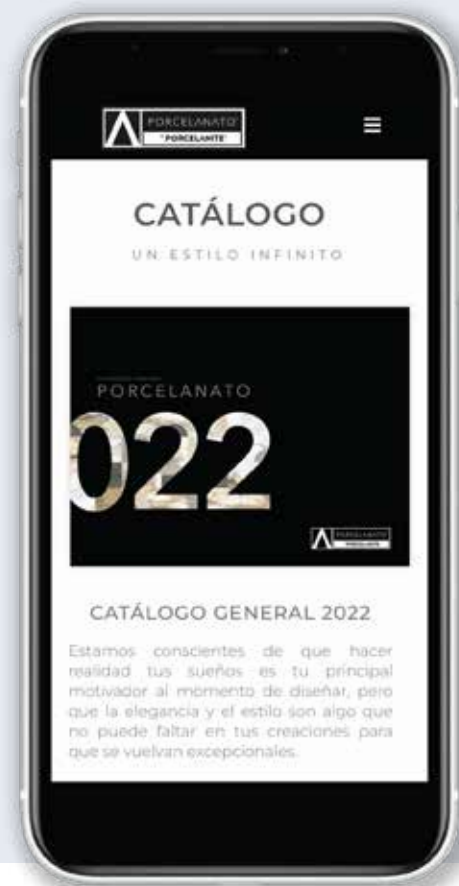 PORCELANATO
"PORCELANITE"
CATÁLOGO
UN ESTILO INFINITO
PORCELANATO
022
CATÁLOGO GENERAL 2022
Estamos conscientes de que hacer
realidad tus sueños es tu principal
motivador al momento de diseñar, pero
que la elegancia y el estilo son algo que
no puede faltar en tus creaciones para
que se vuelvan excepcionales.